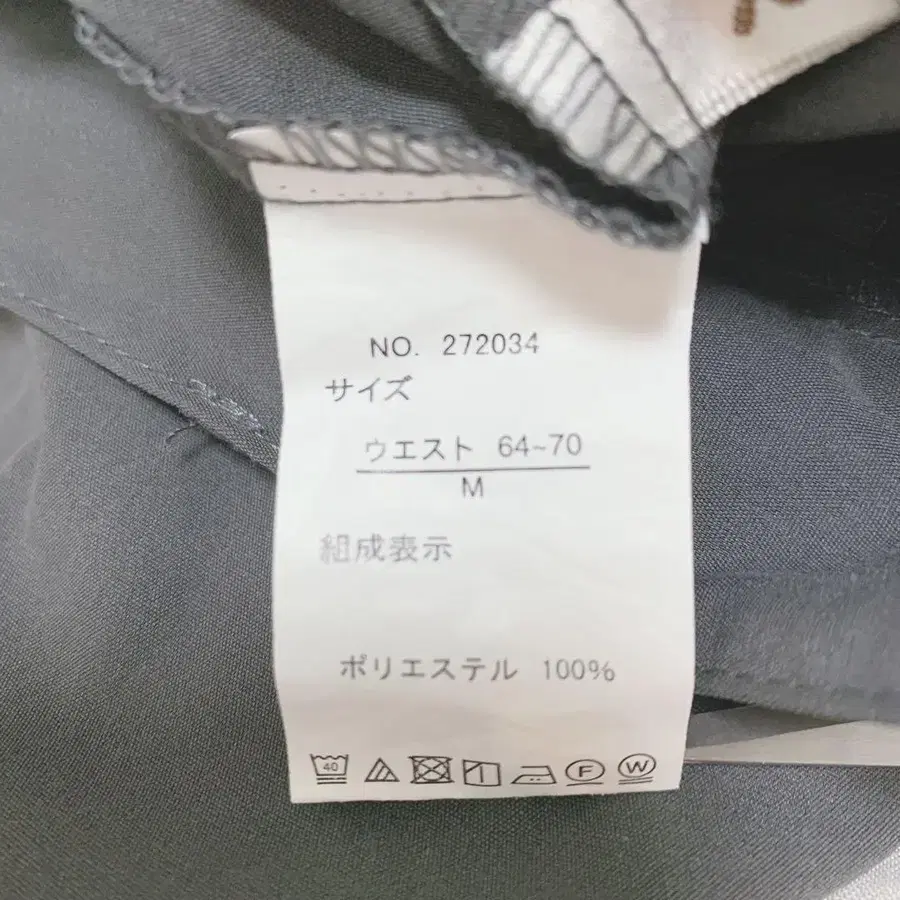 NO. 272034
サイズ
ウエスト 64~70
M
組成表示
ポリエステル 100%
40 F W